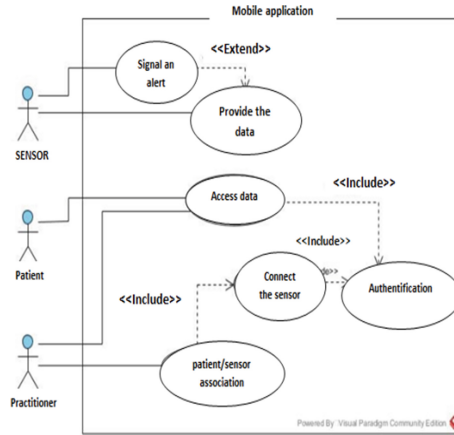 Mobile application
<<Extend>>
Signal an
alert
Provide the
data
SENSOR
<<Include>>
Access data
<<Include>>
Patient
Connect
the sensor
de>>
Authentification
<<Include>>
patient/sensor
association
Practitioner
Powered By Visual Paradigm Community Edition